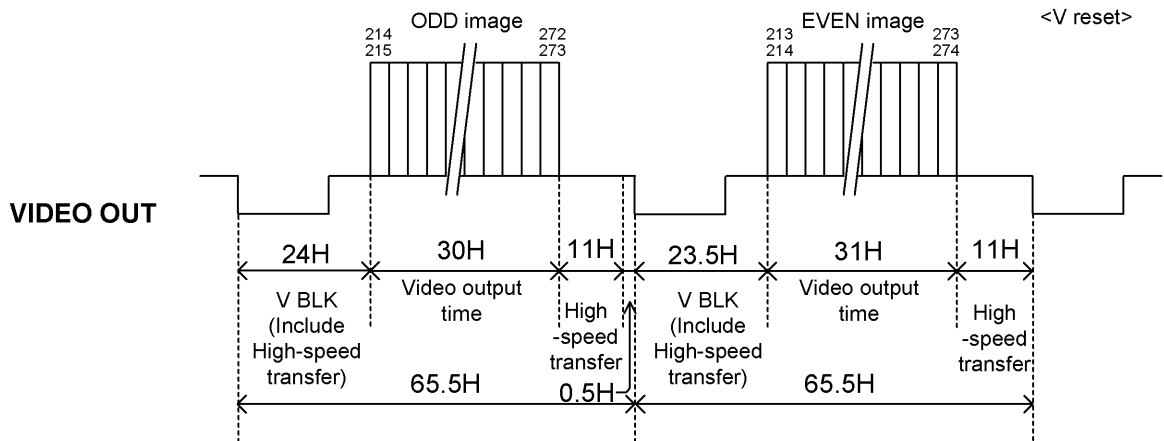 ODD image
EVEN image
<V reset>
214
215
272
273
213
214
273
274
VIDEO OUT
24H
30H
11H
23.5H
31H
11H
V BLK
(Include
High-speed
transfer)
Video output
time
High
-speed
transfer
V BLK
(Include
High-speed
transfer)
Video output
time
High
-speed
transfer
65.5H
0.5H
65.5H